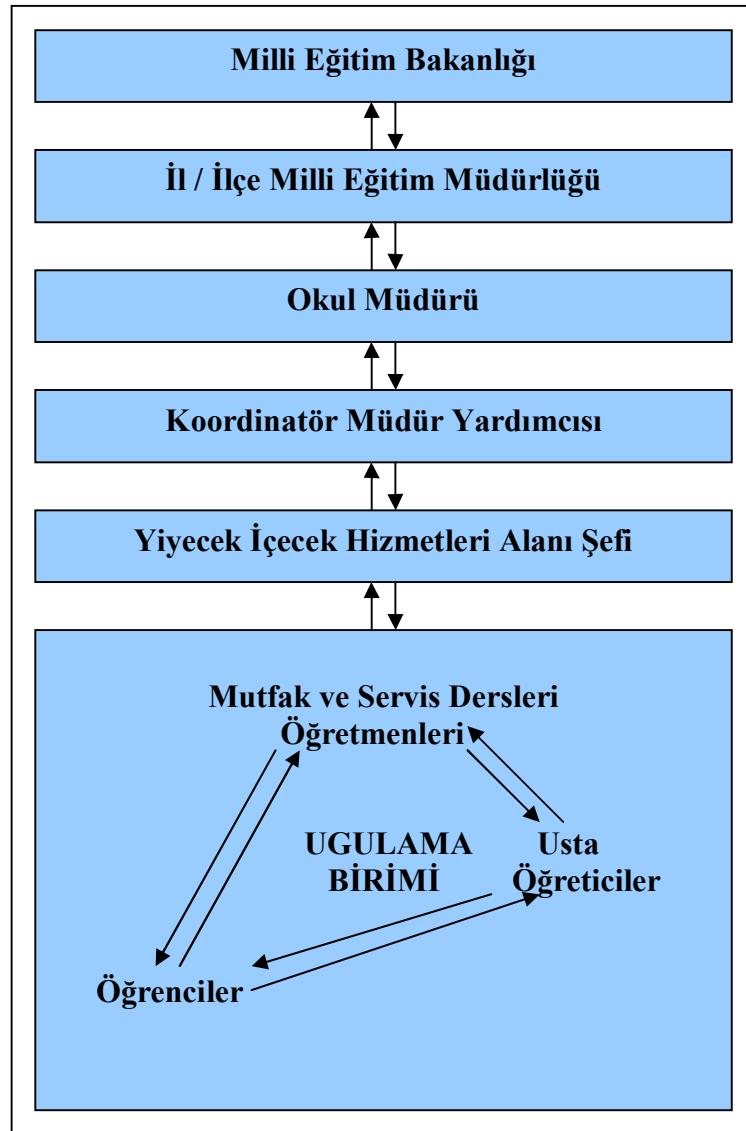 Milli Eğitim Bakanlığı
İl / İlçe Milli Eğitim Müdürlüğü
Okul Müdürü
Koordinatör Müdür Yardımcısı
Yiyecek İçecek Hizmetleri Alanı Şefi
Mutfak ve Servis Dersleri
Öğretmenleri
UGULAMA
BİRİMİ
Usta
Öğreticiler
Öğrenciler